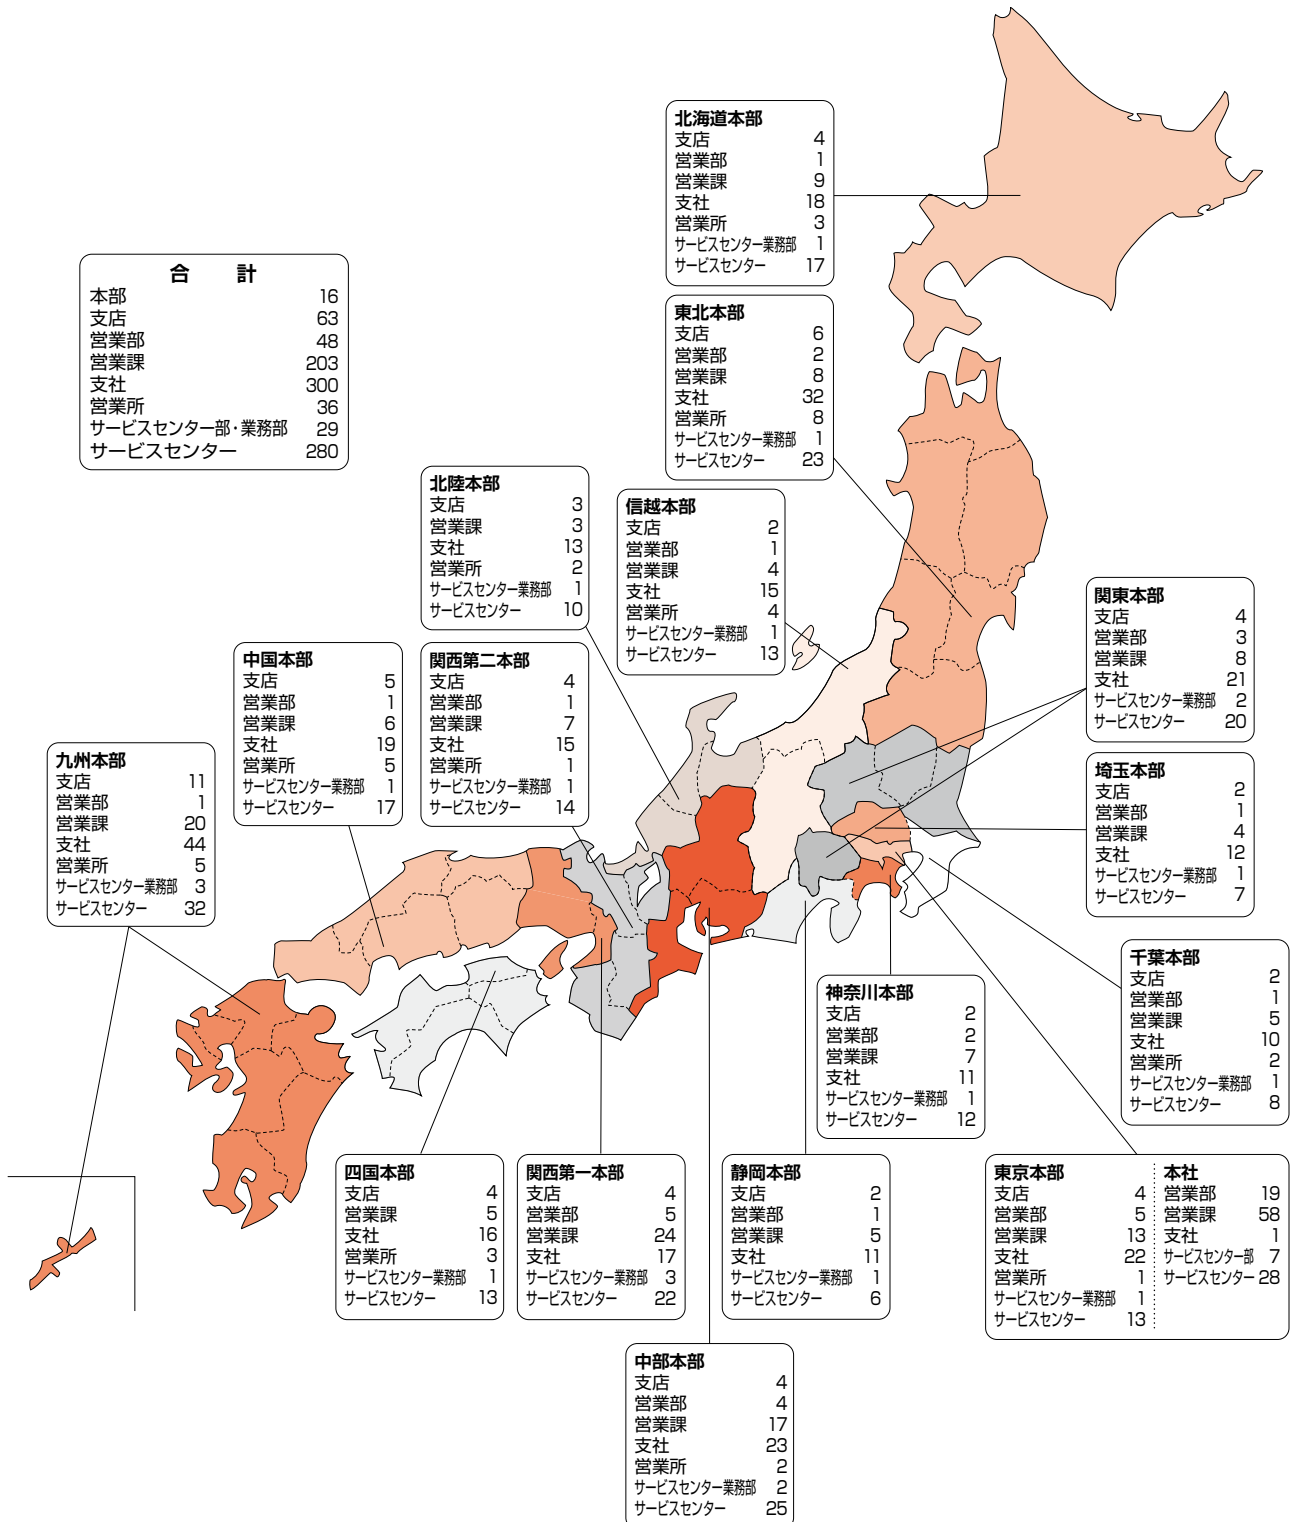 北海道本部
支店 4
営業部 1
営業課 9
支社 18
営業所 3
サービスセンター業務部 1
サービスセンター 17
合 計
本部 16
支店 63
営業部 48
営業課 203
支社 300
営業所 36
サービスセンター部・業務部 29
サービスセンター 280
東北本部
支店 6
営業部 2
営業課 8
支社 32
営業所 8
サービスセンター業務部 1
サービスセンター 23
北陸本部
支店 3
営業課 3
支社 13
営業所 2
サービスセンター業務部 1
サービスセンター 10
信越本部
支店 2
営業部 1
営業課 4
支社 15
営業所 4
サービスセンター業務部 1
サービスセンター 13
関東本部
支店 4
営業部 3
営業課 8
支社 21
サービスセンター業務部 2
サービスセンター 20
中国本部
支店 5
営業部 1
営業課 6
支社 19
営業所 5
サービスセンター業務部 1
サービスセンター 17
関西第二本部
支店 4
営業部 1
営業課 7
支社 15
営業所 1
サービスセンター業務部 1
サービスセンター 14
九州本部
支店 11
営業部 1
営業課 20
支社 44
営業所 5
サービスセンター業務部 3
サービスセンター 32
埼玉本部
支店 2
営業部 1
営業課 4
支社 12
サービスセンター業務部 1
サービスセンター 7
千葉本部
支店 2
営業部 1
営業課 5
支社 10
営業所 2
サービスセンター業務部 1
サービスセンター 8
神奈川本部
支店 2
営業部 2
営業課 7
支社 11
サービスセンター業務部 1
サービスセンター 12
四国本部
支店 4
営業課 5
支社 16
営業所 3
サービスセンター業務部 1
サービスセンター 13
関西第一本部
支店 4
営業部 5
営業課 24
支社 17
サービスセンター業務部 3
サービスセンター 22
静岡本部
支店 2
営業部 1
営業課 5
支社 11
サービスセンター業務部 1
サービスセンター 6
東京本部
支店 4
営業部 5
営業課 13
支社 22
営業所 1
サービスセンター業務部 1
サービスセンター 13
本社
営業部 19
営業課 58
支社 1
サービスセンター部 7
サービスセンター 28
中部本部
支店 4
営業部 4
営業課 17
支社 23
営業所 2
サービスセンター業務部 2
サービスセンター 25